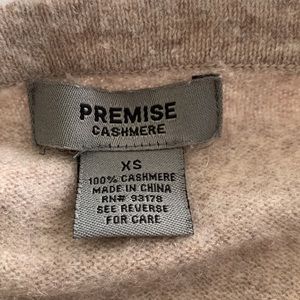 PREMISE
CASHMERE
XS
100% CASHMERE
MADE IN CHINA
RN# 93178
SEE REVERSE
FOR CARE